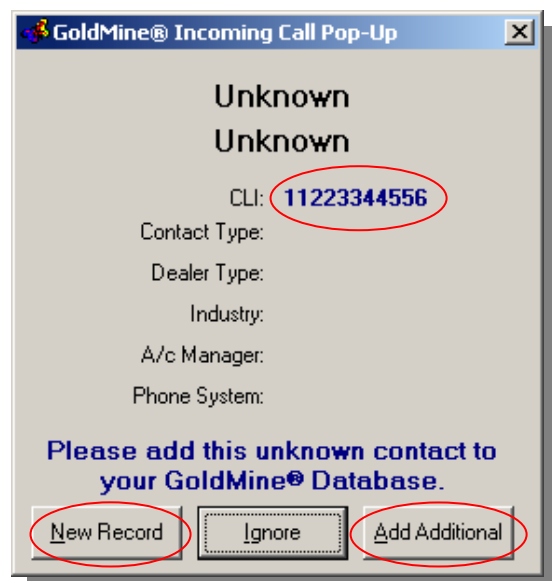 GoldMine® Incoming Call Pop-Up
Unknown
Unknown
CLI: 11223344556
Contact Type:
Dealer Type:
Industry:
A/c Manager:
Phone System:
Please add this unknown contact to
your GoldMine® Database.
New Record Ignore Add Additional